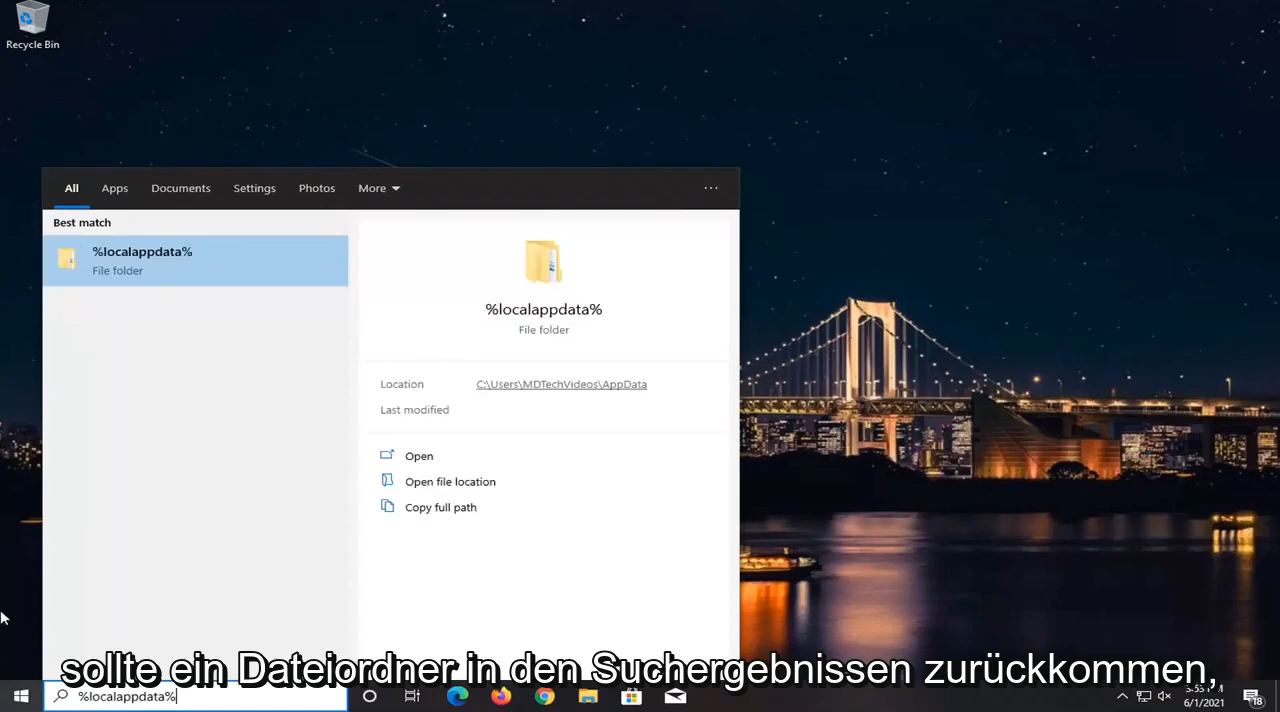 Recycle Bin
All Apps Documents Settings Photos More ...
Best match
%localappdata%
File folder
%localappdata%
File folder
Location C:\Users\MDTechVideos\AppData
Last modified
Open
Open file location
Copy full path
sollte ein Dateiordner in den Suchergebnissen zurückkommen,
%localappdata%
6/1/2021
18